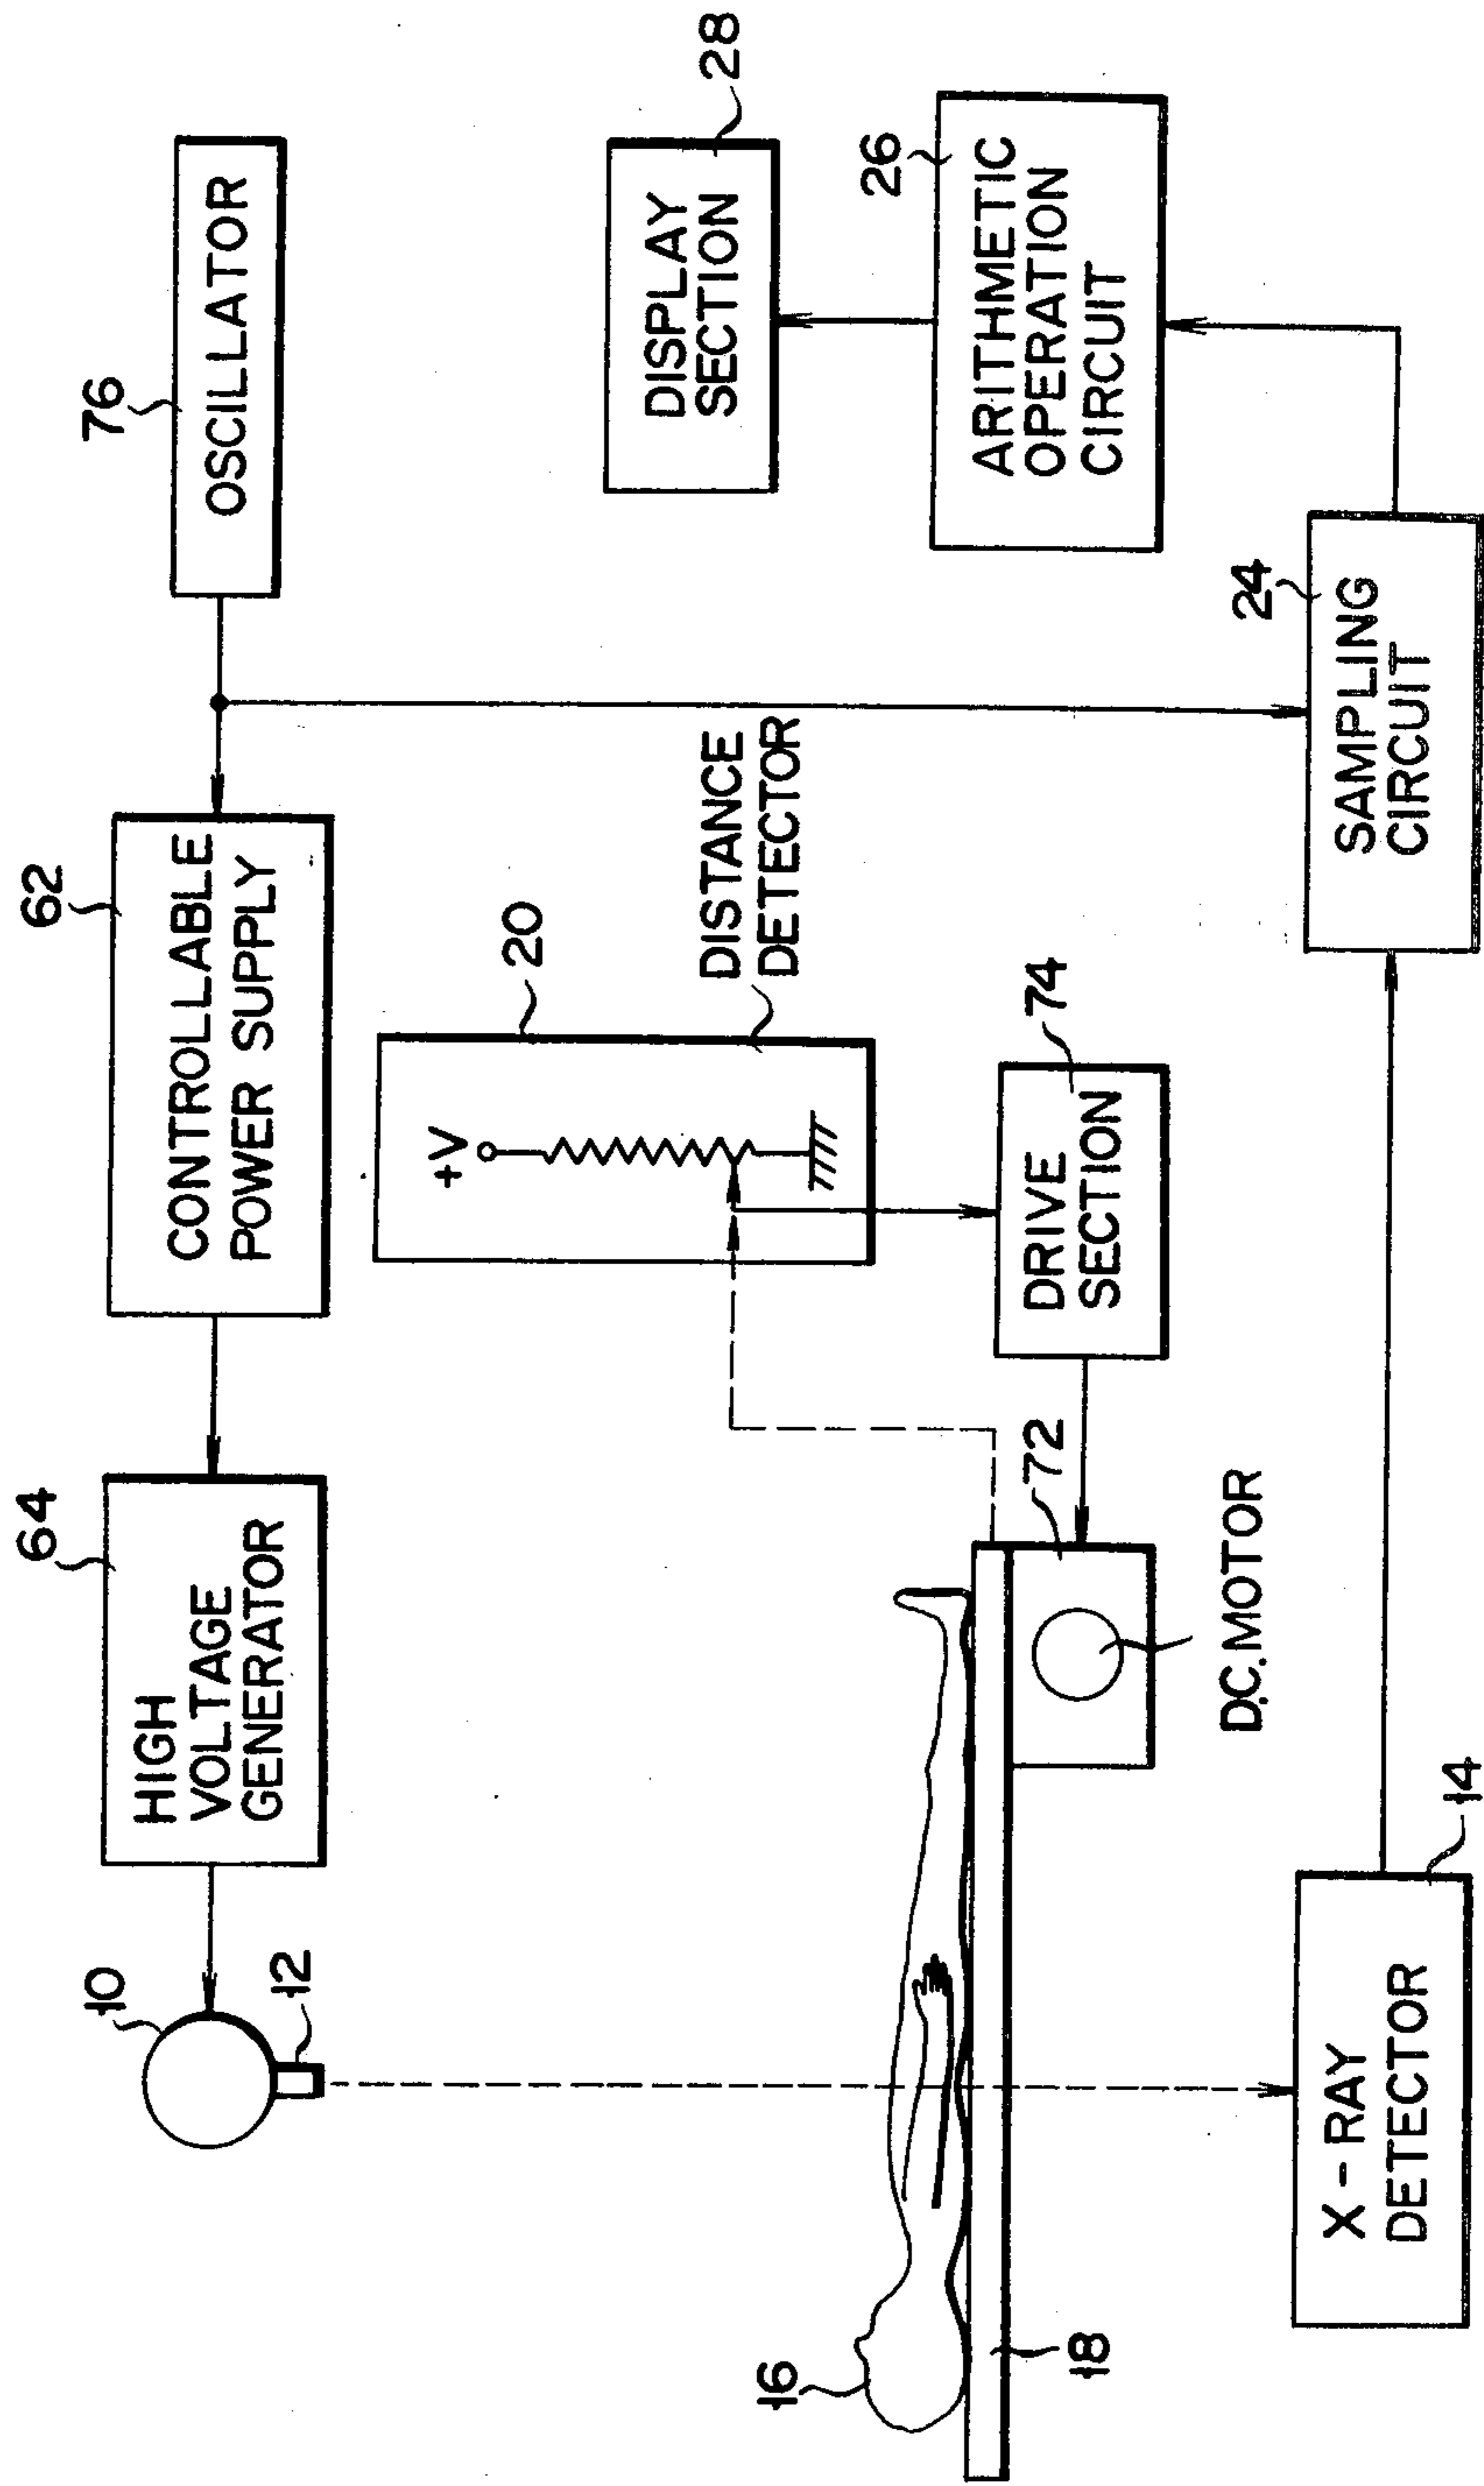 64
HIGH
VOLTAGE
GENERATOR
62
CONTROLLABLE
POWER SUPPLY
76
OSCILLATOR
10
12
20
+V
DISTANCE
DETECTOR
28
DISPLAY
SECTION
16
18
72
D.C. MOTOR
74
DRIVE
SECTION
26
ARITHMETIC
OPERATION
CIRCUIT
14
X-RAY
DETECTOR
24
SAMPLING
CIRCUIT